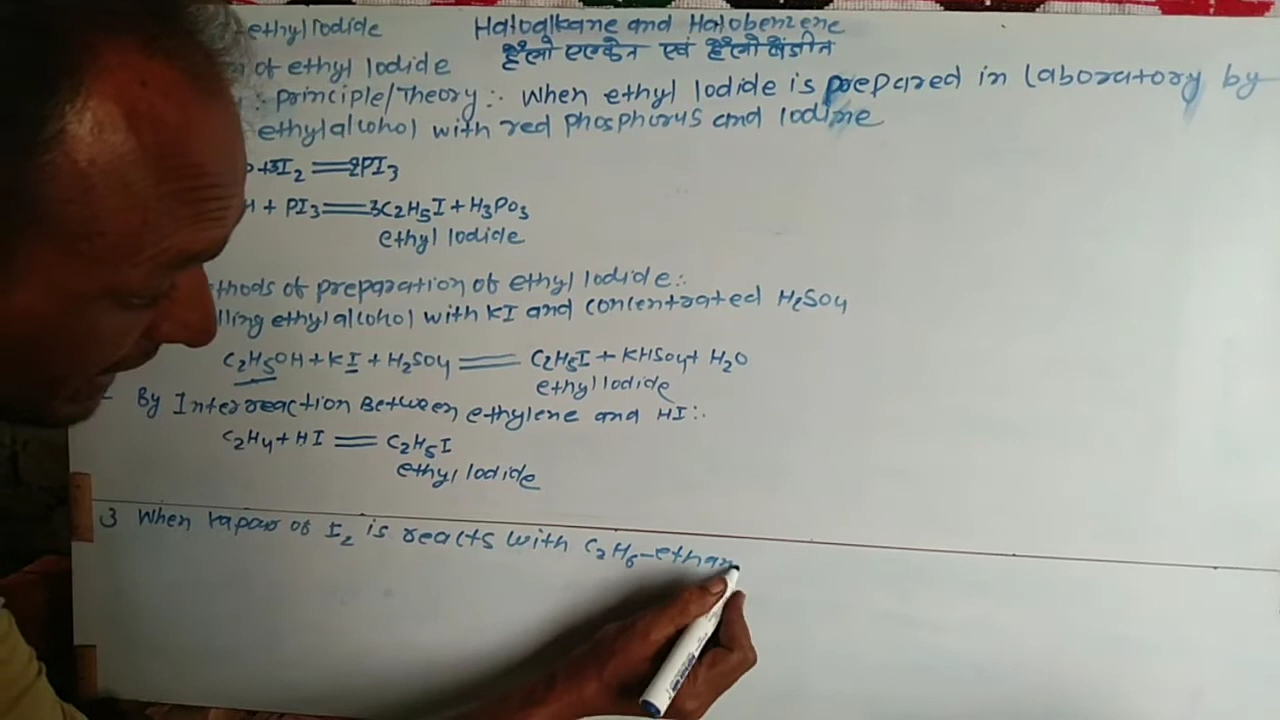 ethyl Iodide Haloalkane and Halobenzene
हैलो एल्केन एवं हैलो बेंजीन
of ethyl Iodide
Principle/Theory:- When ethyl Iodide is prepared in Laboratory by
ethyl alcohol with red Phosphorus and Iodine
+3I2 = 2PI3
H + PI3 = 3C2H5I + H3PO3
ethyl Iodide
thods of preparation of ethyl Iodide:-
lling ethyl alcohol with KI and concentrated H2SO4
C2H5OH + KI + H2SO4 = C2H5I + KHSO4 + H2O
ethyl Iodide
By Interreaction Between ethylene and HI:-
C2H4 + HI = C2H5I
ethyl Iodide
3 When vapour of I2 is reacts with C2H6-ethan